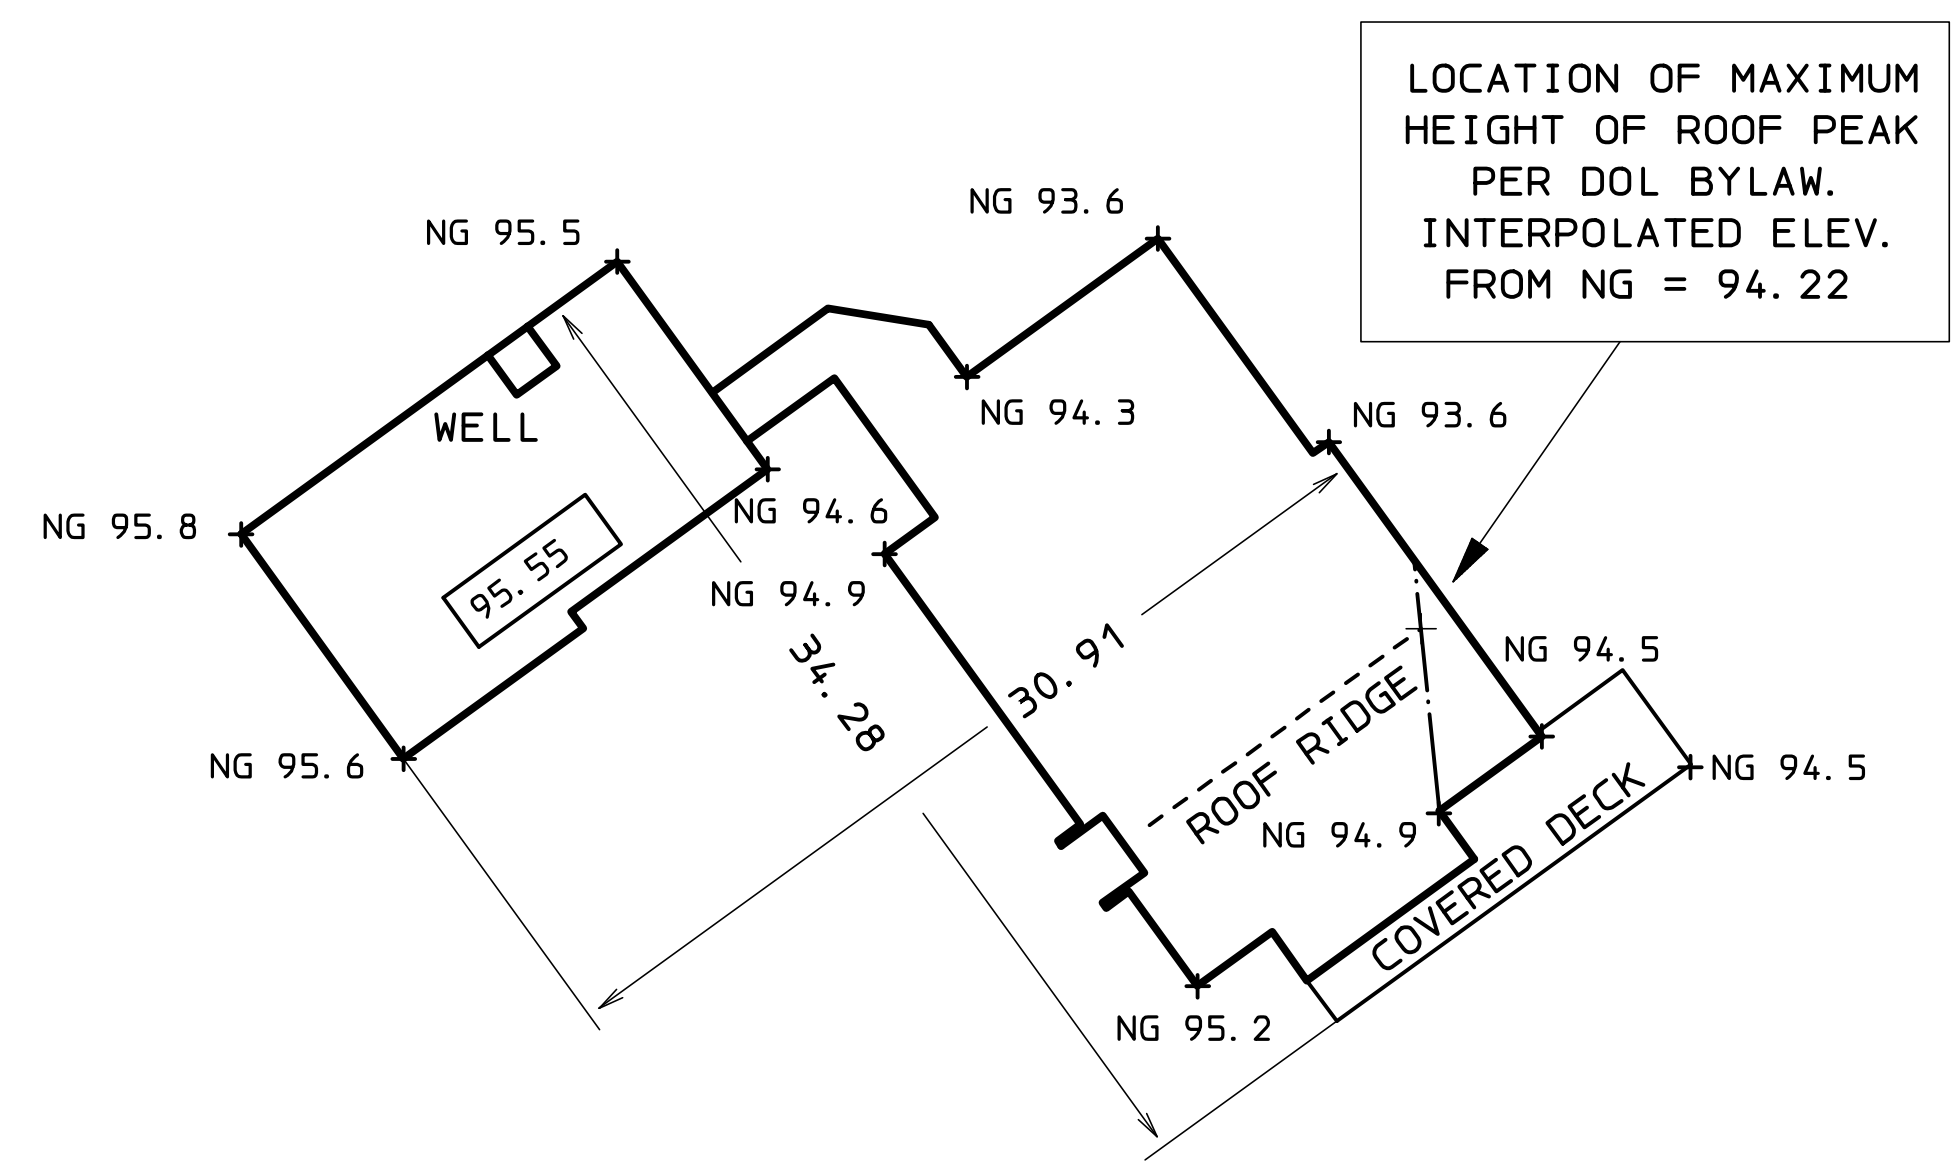 LOCATION OF MAXIMUM
HEIGHT OF ROOF PEAK
PER DOL BYLAW.
INTERPOLATED ELEV.
FROM NG = 94.22
NG 93.6
NG 95.5
NG 94.3
NG 93.6
WELL
NG 94.6
NG 95.8
95.55
NG 94.9
34.28
30.91
NG 94.5
ROOF RIDGE
NG 95.6
NG 94.5
NG 94.9
COVERED DECK
NG 95.2